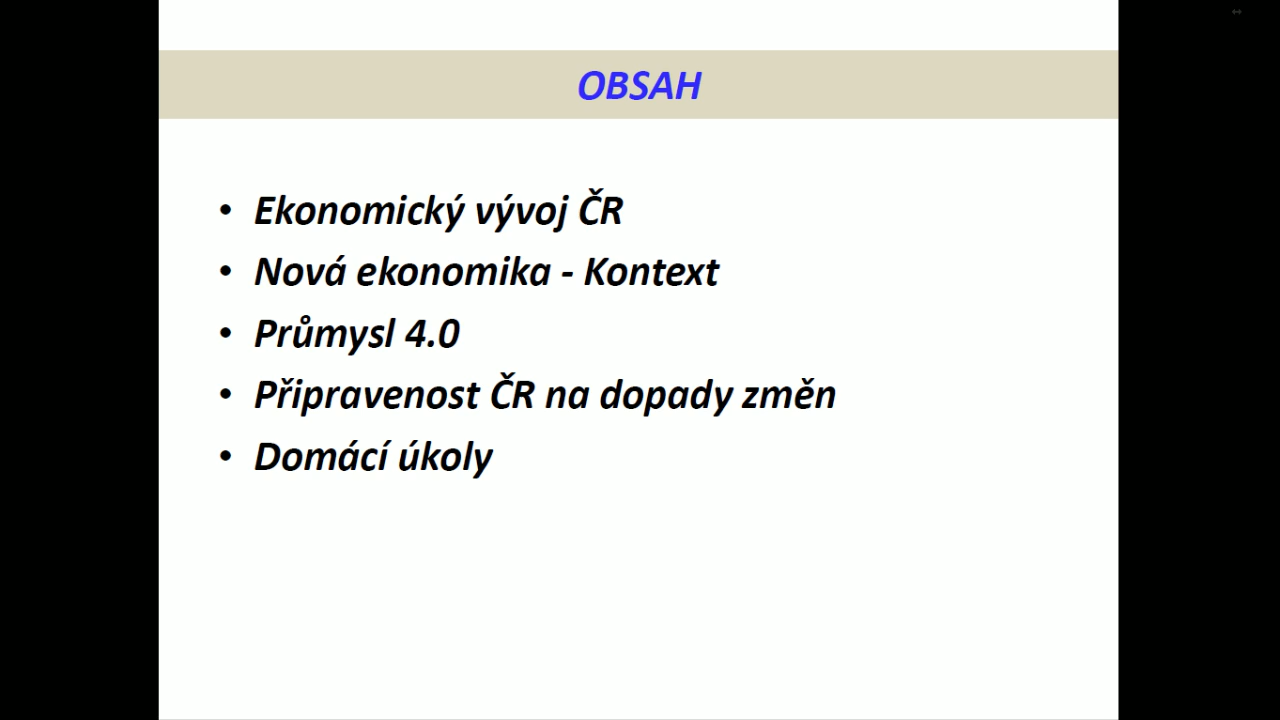 OBSAH
• Ekonomický vývoj ČR
• Nová ekonomika - Kontext
• Průmysl 4.0
• Připravenost ČR na dopady změn
• Domácí úkoly